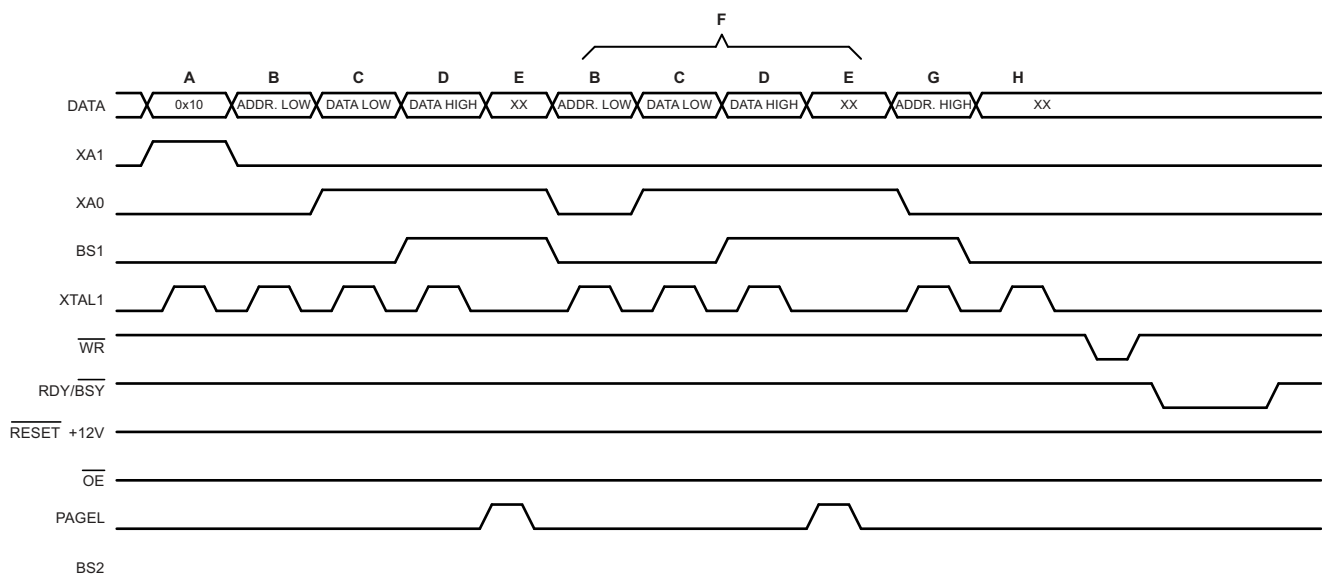 F
A B C D E B C D E G H
DATA 0x10 ADDR. LOW DATA LOW DATA HIGH XX ADDR. LOW DATA LOW DATA HIGH XX ADDR. HIGH XX
XA1
XA0
BS1
XTAL1
WR
RDY/BSY
RESET +12V
OE
PAGEL
BS2